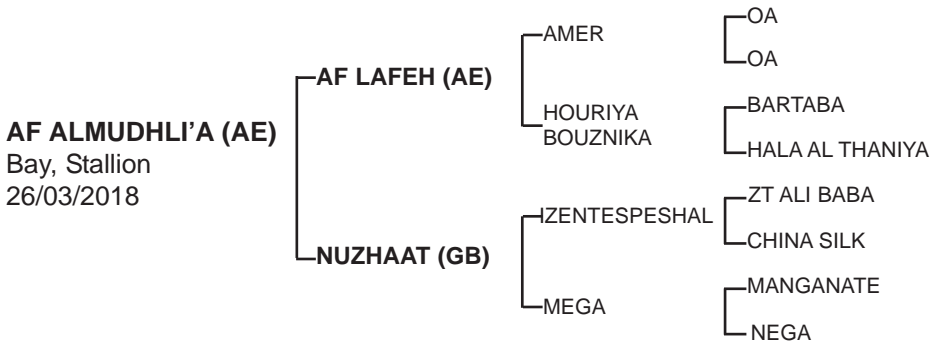 AF ALMUDHLI'A (AE)
Bay, Stallion
26/03/2018
AF LAFEH (AE)
NUZHAAT (GB)
AMER
HOURIYA
BOUZNIKA
IZENTESPESHAL
MEGA
OA
OA
BARTABA
HALA AL THANIYA
ZT ALI BABA
CHINA SILK
MANGANATE
NEGA